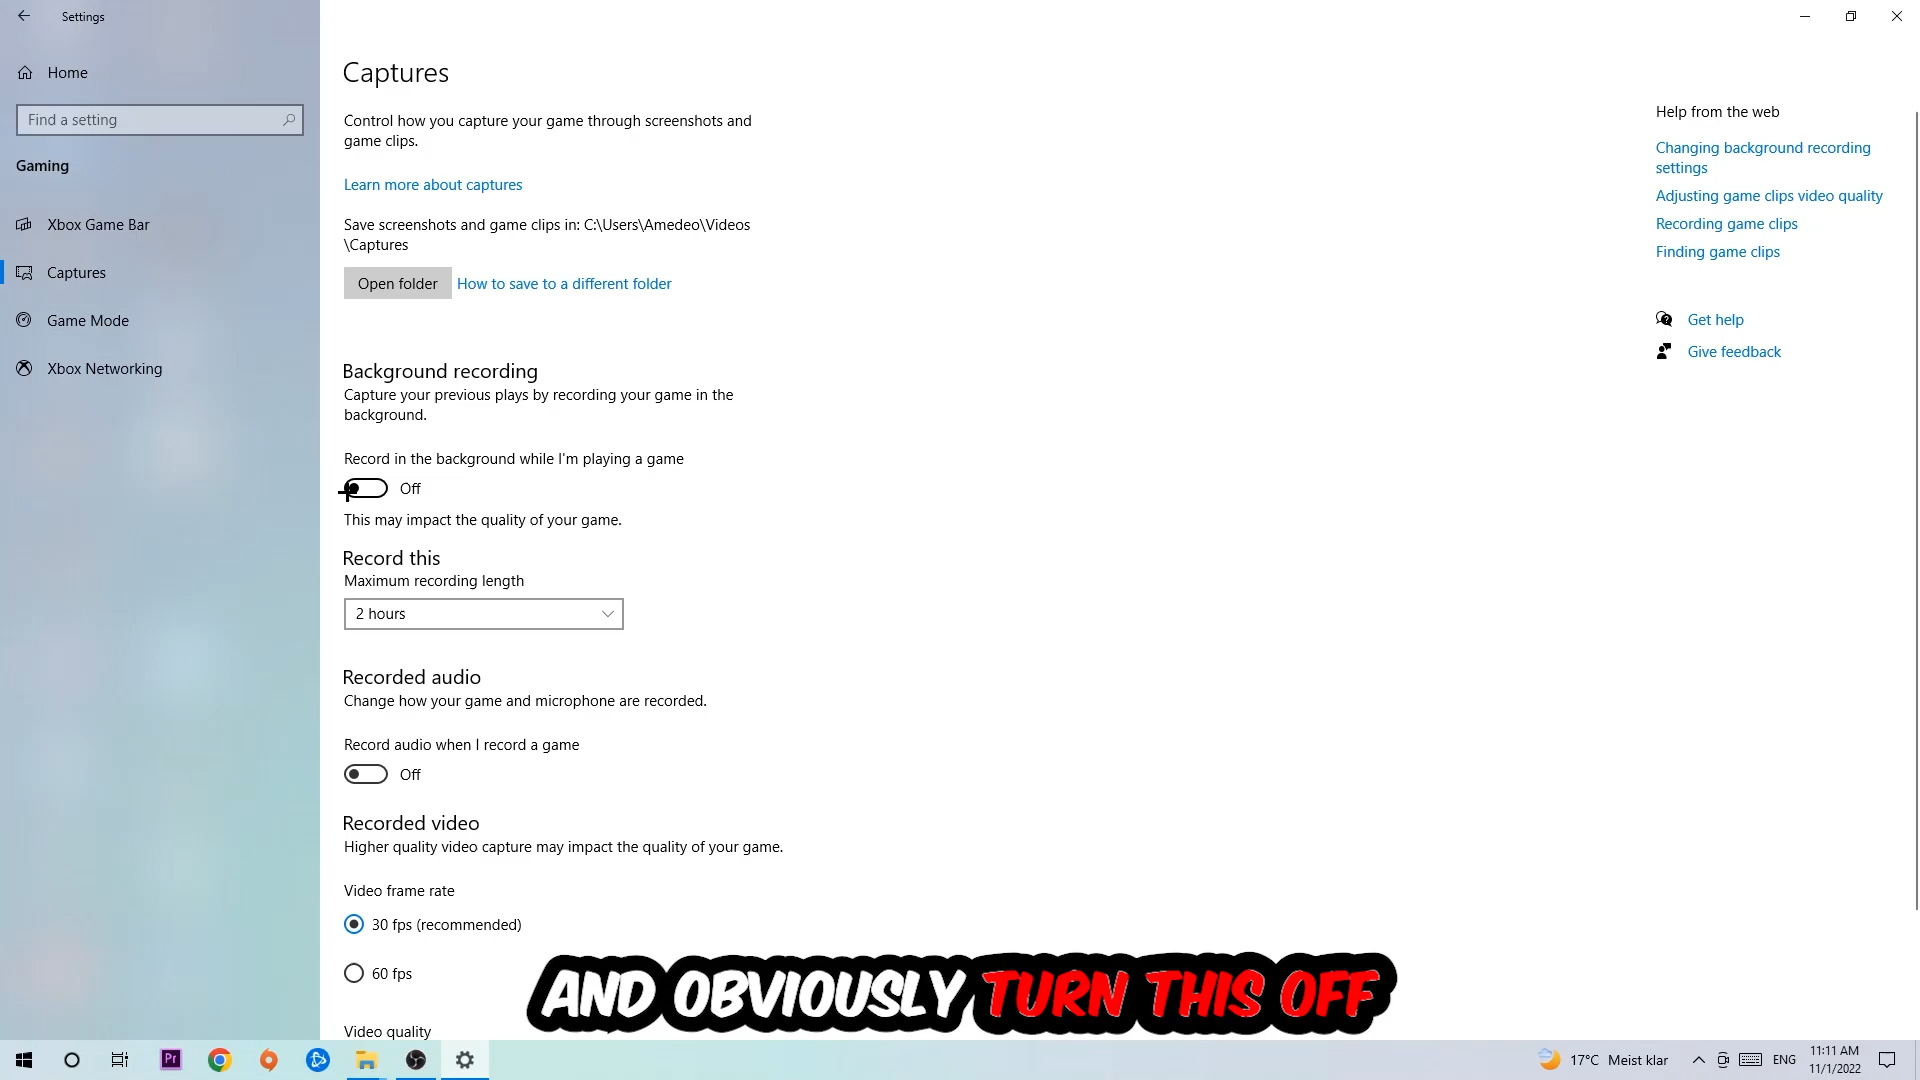 Settings
Home
Find a setting
Gaming
Xbox Game Bar
Captures
Game Mode
Xbox Networking
Captures
Control how you capture your game through screenshots and
game clips.
Learn more about captures
Save screenshots and game clips in: C:\Users\Amedeo\Videos
\Captures
Open folder
How to save to a different folder
Background recording
Capture your previous plays by recording your game in the
background.
Record in the background while I'm playing a game
Off
This may impact the quality of your game.
Record this
Maximum recording length
2 hours
Recorded audio
Change how your game and microphone are recorded.
Record audio when I record a game
Off
Recorded video
Higher quality video capture may impact the quality of your game.
Video frame rate
30 fps (recommended)
60 fps
Video quality
Help from the web
Changing background recording
settings
Adjusting game clips video quality
Recording game clips
Finding game clips
Get help
Give feedback
AND OBVIOUSLY TURN THIS OFF
Pr
17°C Meist klar
ENG
11:11 AM
11/1/2022